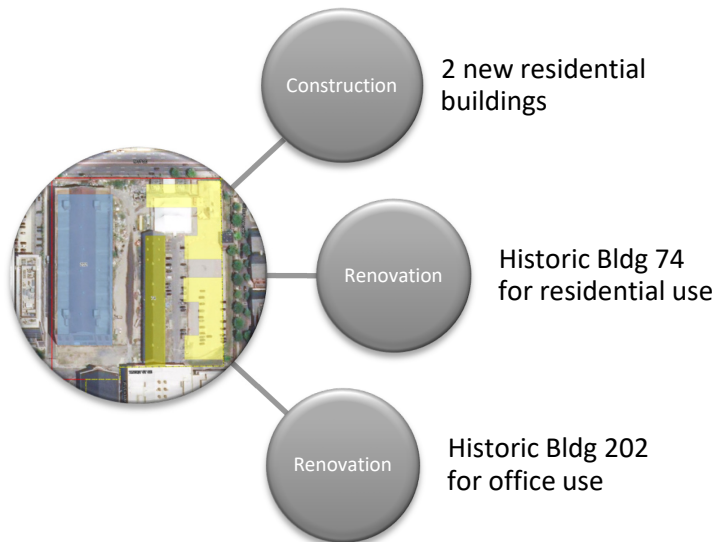 Construction
2 new residential
buildings
Renovation
Historic Bldg 74
for residential use
Renovation
Historic Bldg 202
for office use